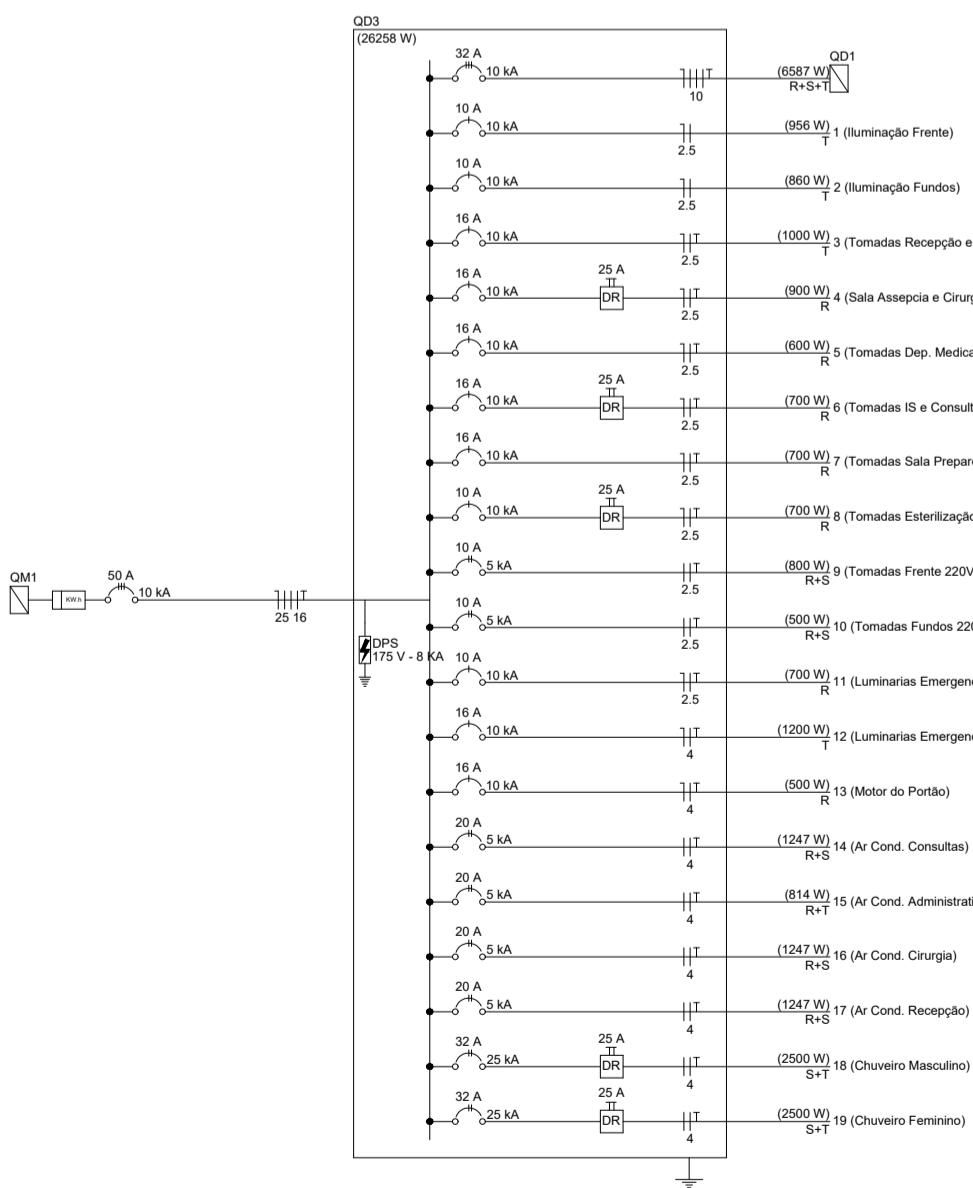 QD3
(26258 W)
32 A
10 kA
10
(6587 W)
R+S+T
QD1
10 A
10 kA
2.5
(956 W)
T
1 (Iluminação Frente)
10 A
10 kA
2.5
(860 W)
T
2 (Iluminação Fundos)
16 A
10 kA
2.5
(1000 W)
T
3 (Tomadas Recepção e
16 A
10 kA
25 A
DR
2.5
(900 W)
R
4 (Sala Assepcia e Cirurg
16 A
10 kA
2.5
(600 W)
R
5 (Tomadas Dep. Medica
16 A
10 kA
25 A
DR
2.5
(700 W)
R
6 (Tomadas IS e Consult
16 A
10 kA
2.5
(700 W)
R
7 (Tomadas Sala Prepar
10 A
10 kA
25 A
DR
2.5
(700 W)
R
8 (Tomadas Esterilização
10 A
5 kA
2.5
(800 W)
R+S
9 (Tomadas Frente 220V
QM1
KW.h
50 A
10 kA
25 16
DPS
175 V - 8 KA
10 A
5 kA
2.5
(500 W)
R+S
10 (Tomadas Fundos 220
10 A
10 kA
2.5
(700 W)
R
11 (Luminarias Emergenc
16 A
10 kA
4
(1200 W)
T
12 (Luminarias Emergenc
16 A
10 kA
4
(500 W)
R
13 (Motor do Portão)
20 A
5 kA
4
(1247 W)
R+S
14 (Ar Cond. Consultas)
20 A
5 kA
4
(814 W)
R+T
15 (Ar Cond. Administrati
20 A
5 kA
4
(1247 W)
R+S
16 (Ar Cond. Cirurgia)
20 A
5 kA
4
(1247 W)
R+S
17 (Ar Cond. Recepção)
32 A
25 kA
25 A
DR
4
(2500 W)
S+T
18 (Chuveiro Masculino)
32 A
25 kA
25 A
DR
4
(2500 W)
S+T
19 (Chuveiro Feminino)